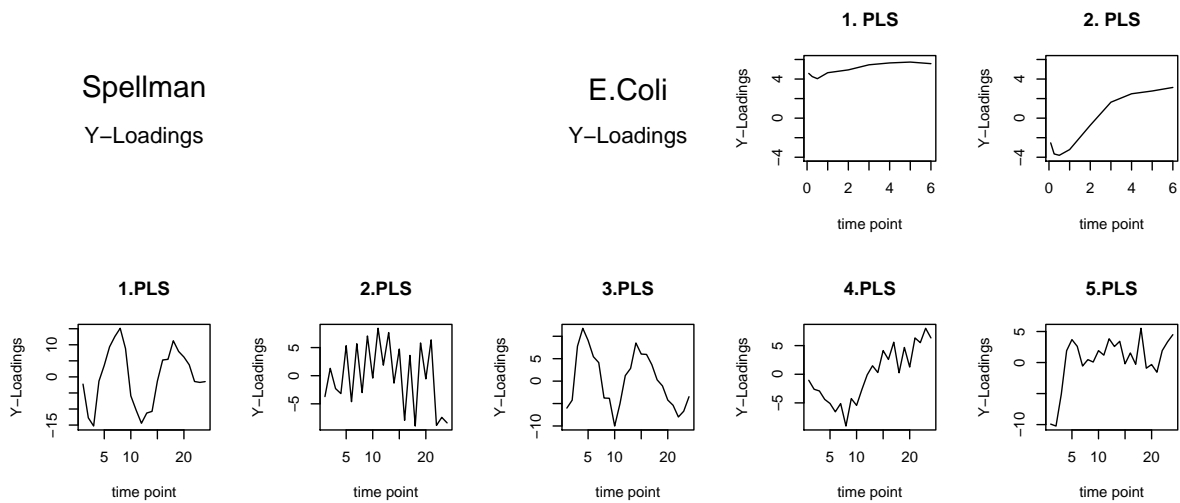 Spellman
Y−Loadings
E.Coli
Y−Loadings
1. PLS
Y−Loadings
4
0
−4
0 2 4 6
time point
2. PLS
Y−Loadings
4
0
−4
0 2 4 6
time point
1.PLS
Y−Loadings
10
0
−15
5 10 20
time point
2.PLS
Y−Loadings
5
0
−5
5 10 20
time point
3.PLS
Y−Loadings
5
0
−5
−10
5 10 20
time point
4.PLS
Y−Loadings
5
0
−5
5 10 20
time point
5.PLS
Y−Loadings
5
0
−10
5 10 20
time point